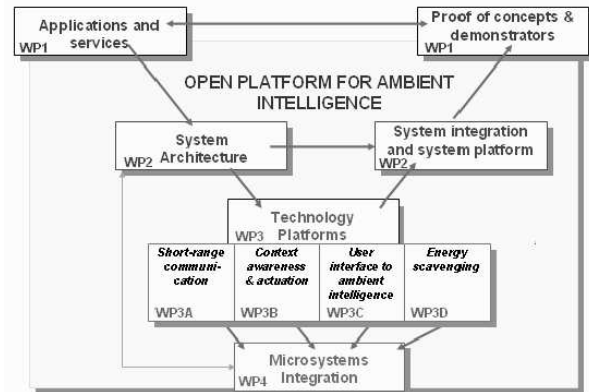 Applications and
services
WP1
Proof of concepts &
demonstrators
WP1
OPEN PLATFORM FOR AMBIENT
INTELLIGENCE
System
Architecture
WP2
System integration
and system platform
WP2
Technology
Platforms
WP3
Short-range
communi-
cation
WP3A
Context
awareness
& actuation
WP3B
User
interface to
ambient
intelligence
WP3C
Energy
scavenging
WP3D
Microsystems
Integration
WP4